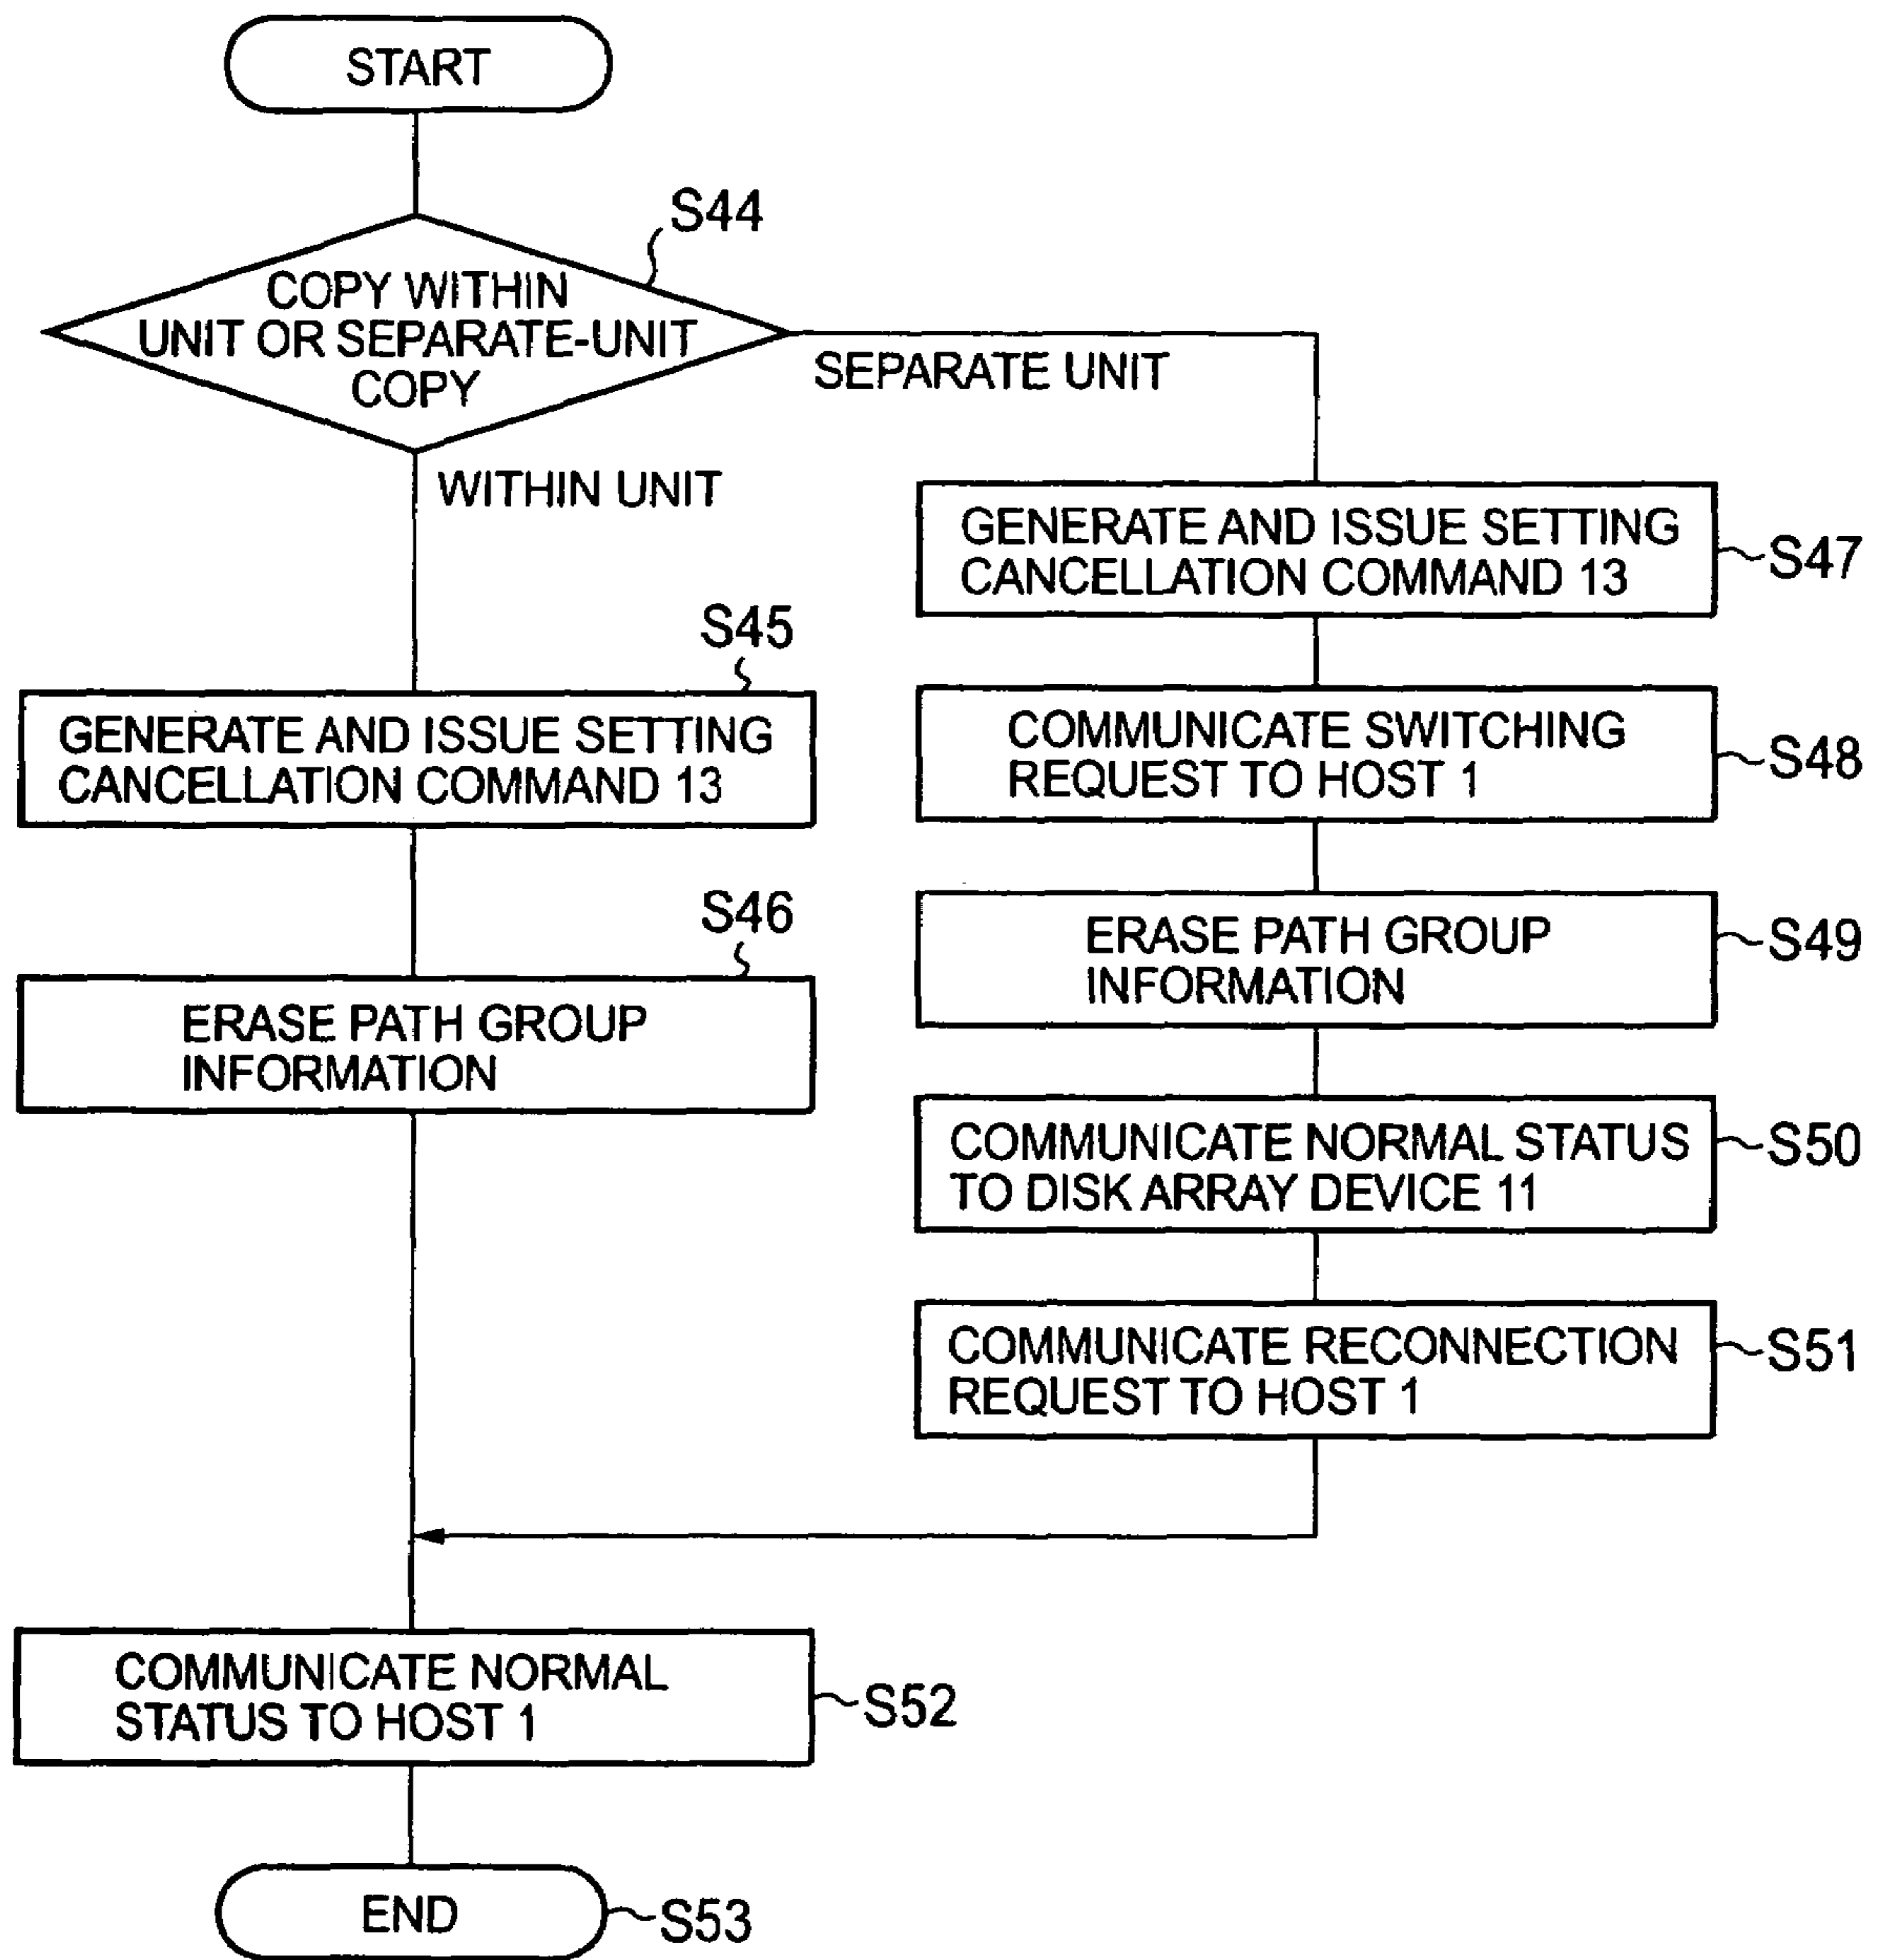 START
S44
COPY WITHIN
UNIT OR SEPARATE-UNIT
COPY
SEPARATE UNIT
WITHIN UNIT
S45
GENERATE AND ISSUE SETTING
CANCELLATION COMMAND 13
S46
ERASE PATH GROUP
INFORMATION
GENERATE AND ISSUE SETTING
CANCELLATION COMMAND 13
S47
COMMUNICATE SWITCHING
REQUEST TO HOST 1
S48
ERASE PATH GROUP
INFORMATION
S49
COMMUNICATE NORMAL STATUS
TO DISK ARRAY DEVICE 11
S50
COMMUNICATE RECONNECTION
REQUEST TO HOST 1
S51
COMMUNICATE NORMAL
STATUS TO HOST 1
S52
END
S53